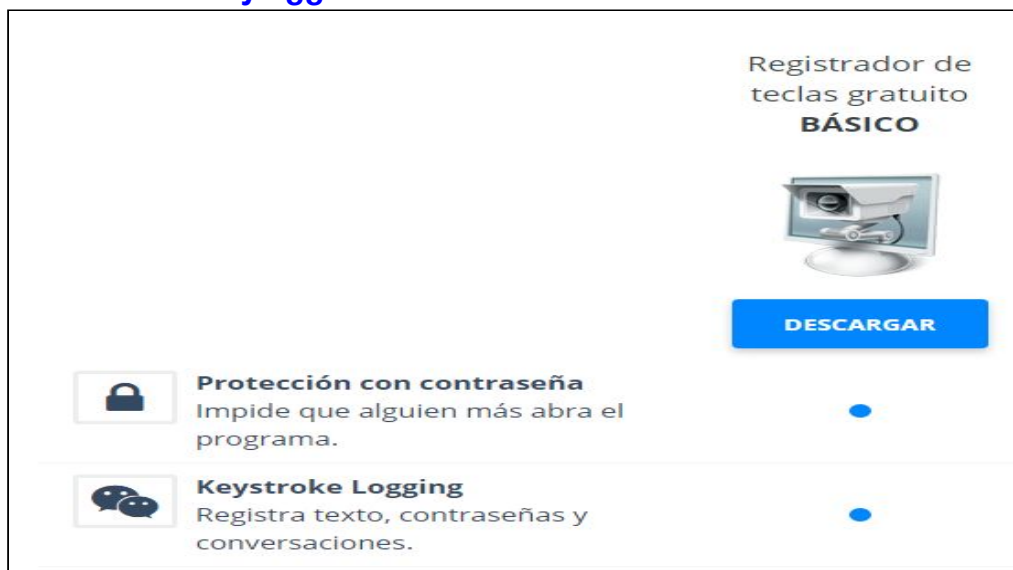 Registrador de
teclas gratuito
BÁSICO
DESCARGAR
Protección con contraseña
Impide que alguien más abra el
programa.
Keystroke Logging
Registra texto, contraseñas y
conversaciones.